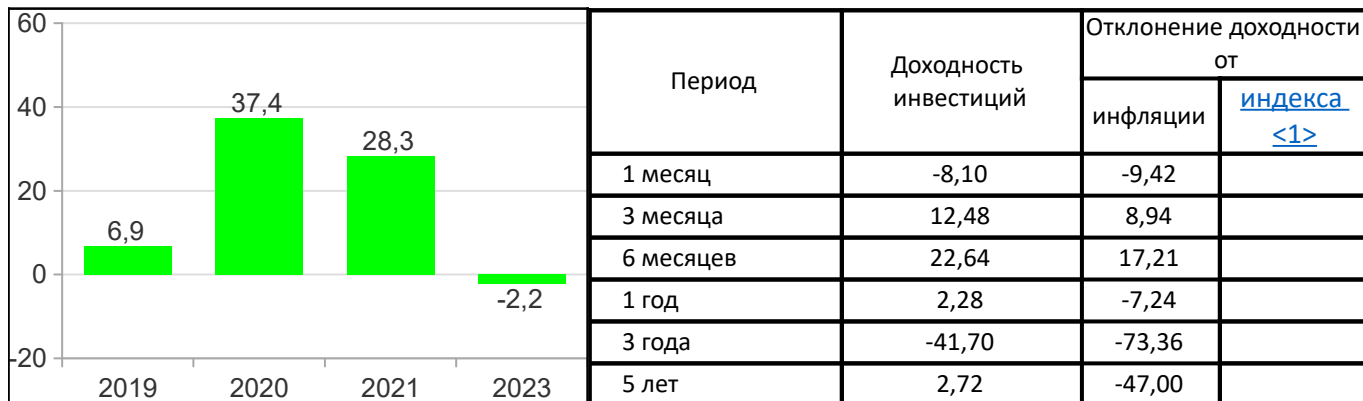 60
40
20
0
-20
6,9
37,4
28,3
-2,2
2019 2020 2021 2023
Период
Доходность
инвестиций
Отклонение доходности
от
инфляции
индекса
<1>
1 месяц -8,10 -9,42
3 месяца 12,48 8,94
6 месяцев 22,64 17,21
1 год 2,28 -7,24
3 года -41,70 -73,36
5 лет 2,72 -47,00